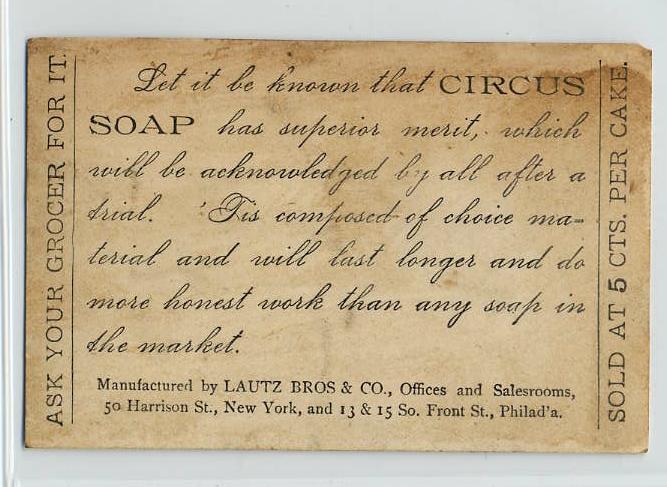 ASK YOUR GROCER FOR IT.
Let it be known that CIRCUS
SOAP has superior merit, which
will be acknowledged by all after a
trial. 'Tis composed of choice ma-
terial and will last longer and do
more honest work than any soap in
the market.
Manufactured by LAUTZ BROS & CO., Offices and Salesrooms,
50 Harrison St., New York, and 13 & 15 So. Front St., Philad'a.
SOLD AT 5 CTS. PER CAKE.